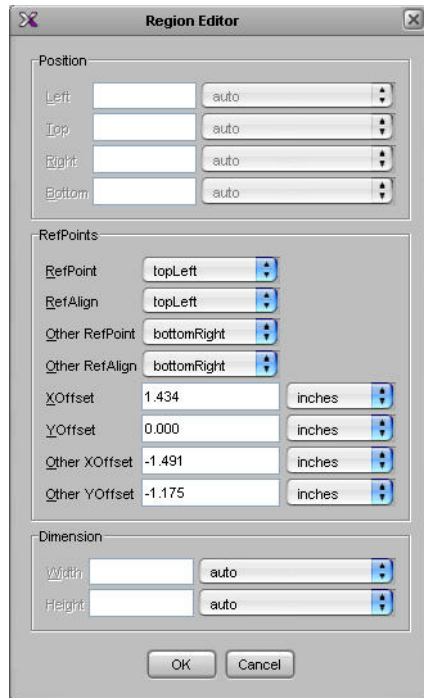 Region Editor
Position
Left auto
Top auto
Right auto
Bottom auto
RefPoints
RefPoint topLeft
RefAlign topLeft
Other RefPoint bottomRight
Other RefAlign bottomRight
XOffset 1.434 inches
YOffset 0.000 inches
Other XOffset -1.491 inches
Other YOffset -1.175 inches
Dimension
Width auto
Height auto
OK Cancel